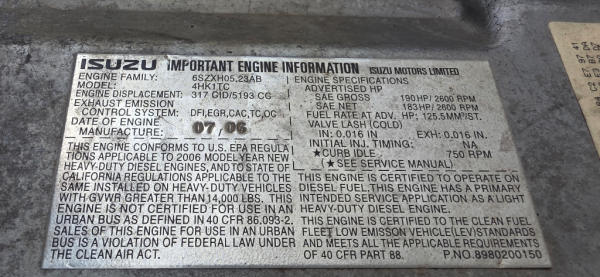 ISUZU IMPORTANT ENGINE INFORMATION ISUZU MOTORS LIMITED
ENGINE FAMILY: 6SZXH05.23AB
MODEL: 4HK1TC
ENGINE DISPLACEMENT: 317 CID/5193 CC
EXHAUST EMISSION
CONTROL SYSTEM: DFI,EGR,CAC,TC,OC
DATE OF ENGINE
MANUFACTURE: 07 06
THIS ENGINE CONFORMS TO U.S. EPA REGULA
TIONS APPLICABLE TO 2006 MODEL YEAR NEW
HEAVY-DUTY DIESEL ENGINES, AND TO STATE OF
CALIFORNIA REGULATIONS APPLICABLE TO THE
SAME INSTALLED ON HEAVY-DUTY VEHICLES
WITH GVWR GREATER THAN 14,000 LBS. THIS
ENGINE IS NOT CERTIFIED FOR USE IN AN
URBAN BUS AS DEFINED IN 40 CFR 86.093-2.
SALES OF THIS ENGINE FOR USE IN AN URBAN
BUS IS A VIOLATION OF FEDERAL LAW UNDER
THE CLEAN AIR ACT.
ENGINE SPECIFICATIONS
ADVERTISED HP
SAE GROSS 190HP / 2600 RPM
SAE NET 183HP / 2600 RPM
FUEL RATE AT ADV. HP: 125.5MM³/ST.
VALVE LASH (COLD)
IN: 0.016 IN EXH: 0.016 IN.
INITIAL INJ. TIMING: NA
★CURB IDLE 750 RPM
(★SEE SERVICE MANUAL)
THIS ENGINE IS CERTIFIED TO OPERATE ON
DIESEL FUEL, THIS ENGINE HAS A PRIMARY
INTENDED SERVICE APPLICATION AS A LIGHT
HEAVY-DUTY DIESEL ENGINE.
THIS ENGINE IS CERTIFIED TO THE CLEAN FUEL
FLEET LOW EMISSON VEHICLE(LEV)STANDARDS
AND MEETS ALL THE APPLICABLE REQUIREMENTS
OF 40 CFR PART 88. P.NO.8980200150